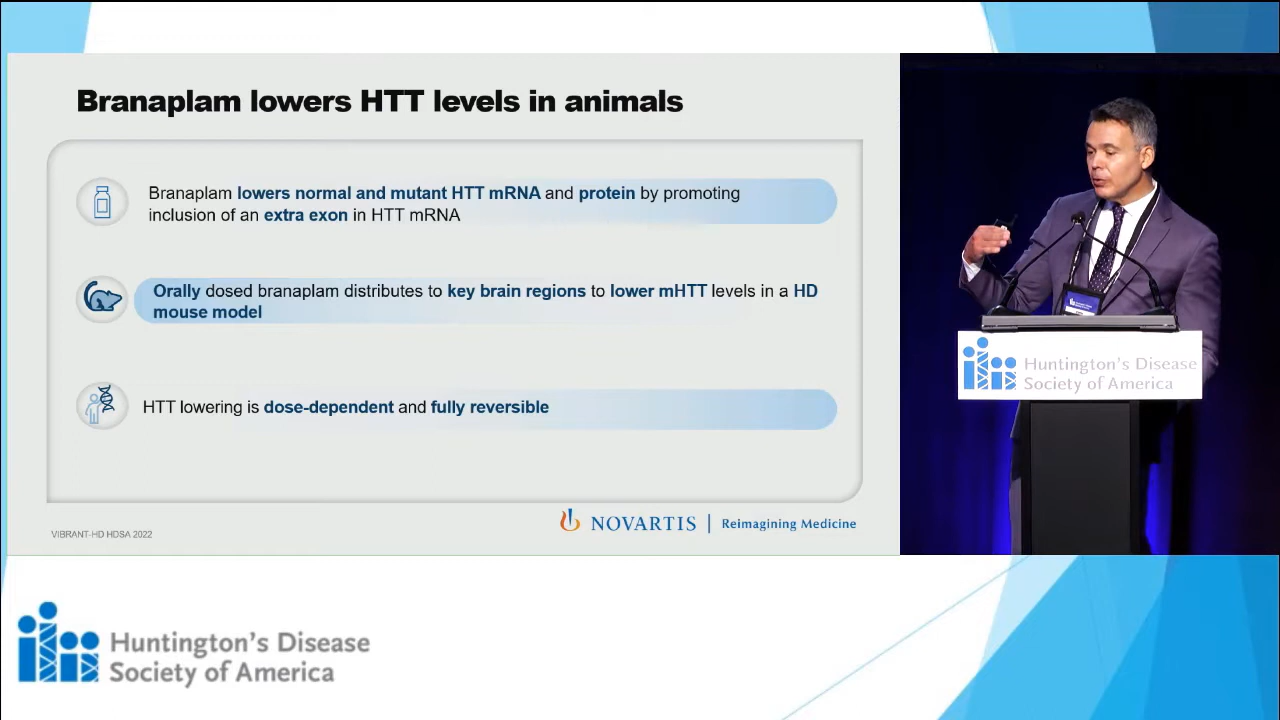 Branaplam lowers HTT levels in animals
Branaplam lowers normal and mutant HTT mRNA and protein by promoting
inclusion of an extra exon in HTT mRNA
Orally dosed branaplam distributes to key brain regions to lower mHTT levels in a HD
mouse model
HTT lowering is dose-dependent and fully reversible
VIBRANT-HD HDSA 2022
NOVARTIS | Reimagining Medicine
Huntington's Disease
Society of America
Huntington's Disease
Society of America